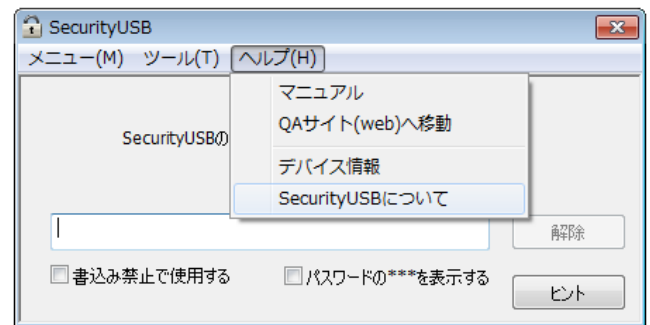 SecurityUSB
メニュー(M) ツール(T) ヘルプ(H)
マニュアル
QAサイト(web)へ移動
SecurityUSBの
デバイス情報
SecurityUSBについて
解除
書込み禁止で使用する
パスワードの***を表示する
ヒント